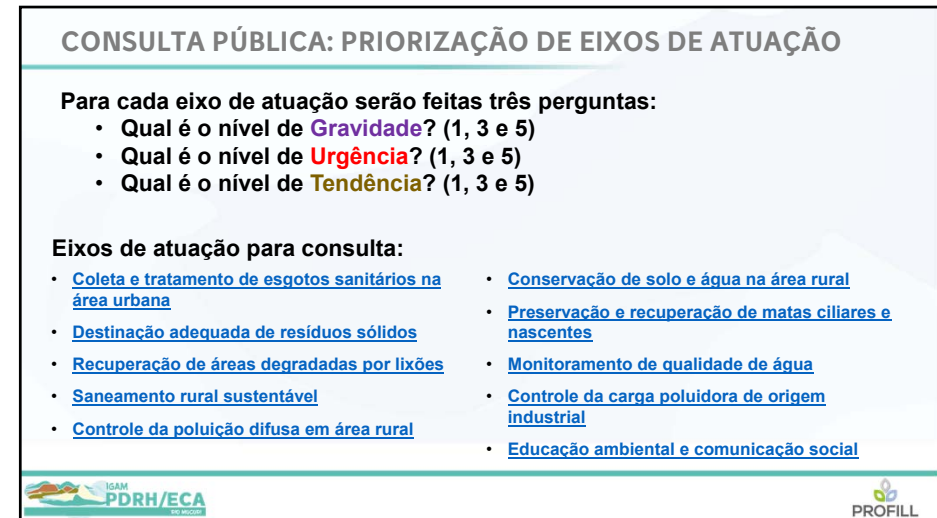 CONSULTA PÚBLICA: PRIORIZAÇÃO DE EIXOS DE ATUAÇÃO
Para cada eixo de atuação serão feitas três perguntas:
• Qual é o nível de Gravidade? (1, 3 e 5)
• Qual é o nível de Urgência? (1, 3 e 5)
• Qual é o nível de Tendência? (1, 3 e 5)
Eixos de atuação para consulta:
• Coleta e tratamento de esgotos sanitários na
área urbana
• Destinação adequada de resíduos sólidos
• Recuperação de áreas degradadas por lixões
• Saneamento rural sustentável
• Controle da poluição difusa em área rural
• Conservação de solo e água na área rural
• Preservação e recuperação de matas ciliares e
nascentes
• Monitoramento de qualidade de água
• Controle da carga poluidora de origem
industrial
• Educação ambiental e comunicação social
IGAM
PDRH/ECA
RIO MUCURI
PROFILL